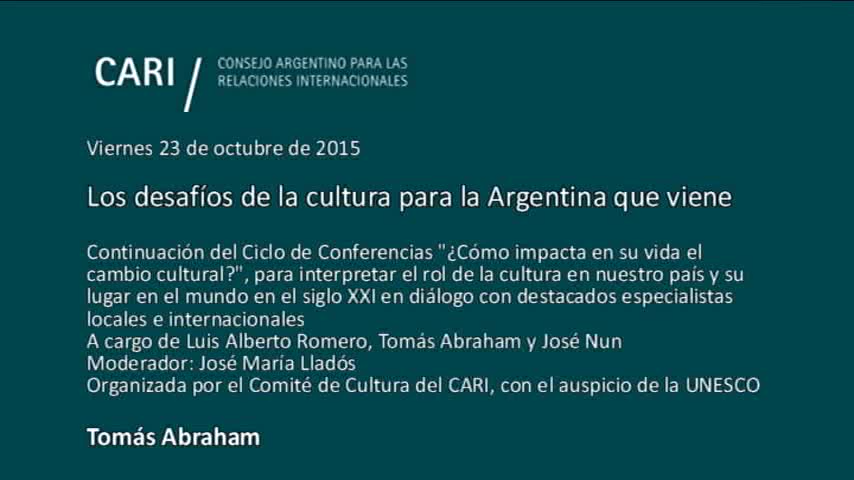 CARI
CONSEJO ARGENTINO PARA LAS
RELACIONES INTERNACIONALES
Viernes 23 de octubre de 2015
Los desafíos de la cultura para la Argentina que viene
Continuación del Ciclo de Conferencias "¿Cómo impacta en su vida el
cambio cultural?", para interpretar el rol de la cultura en nuestro país y su
lugar en el mundo en el siglo XXI en diálogo con destacados especialistas
locales e internacionales
A cargo de Luis Alberto Romero, Tomás Abraham y José Nun
Moderador: José María Lladós
Organizada por el Comité de Cultura del CARI, con el auspicio de la UNESCO
Tomás Abraham